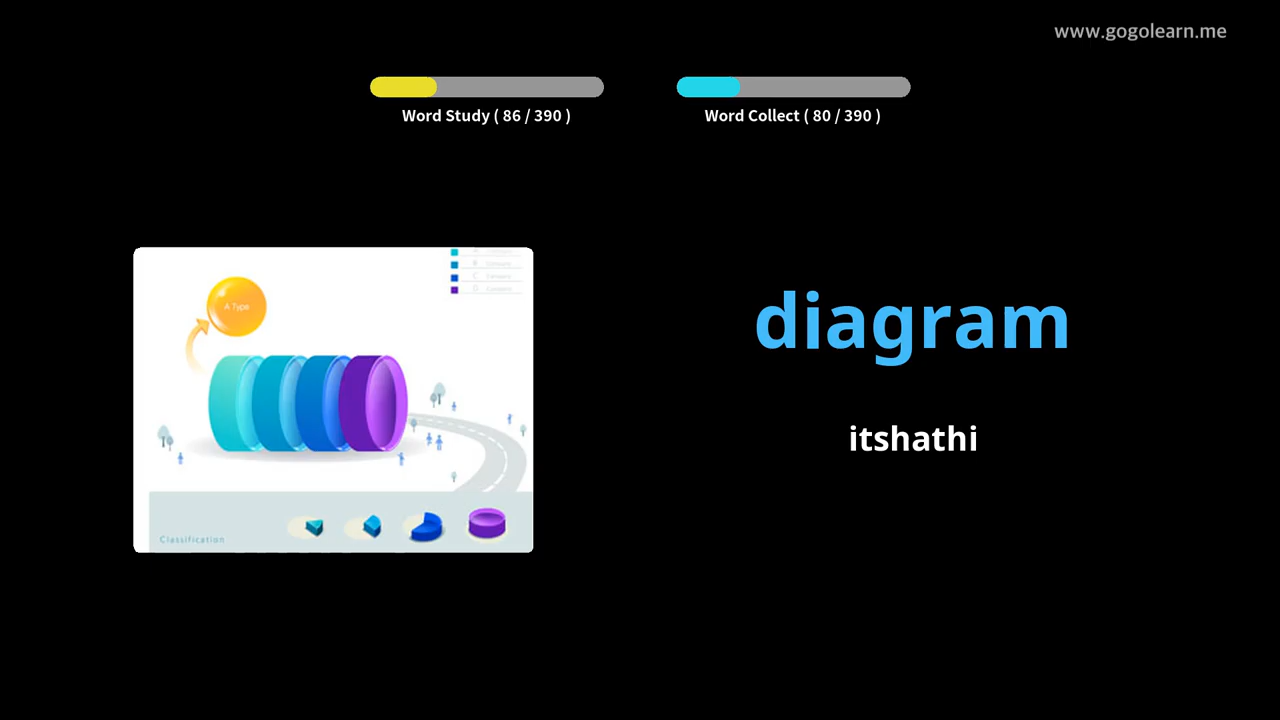 www.gogolearn.me
Word Study ( 86 / 390 )
Word Collect ( 80 / 390 )
A Type
diagram
itshathi
Classification